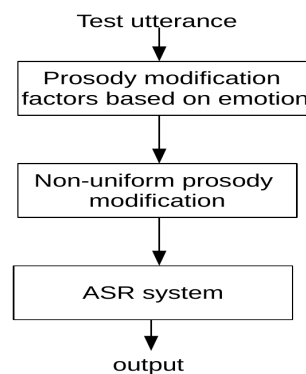 Test utterance
Prosody modification
factors based on emotion
Non-uniform prosody
modification
ASR system
output